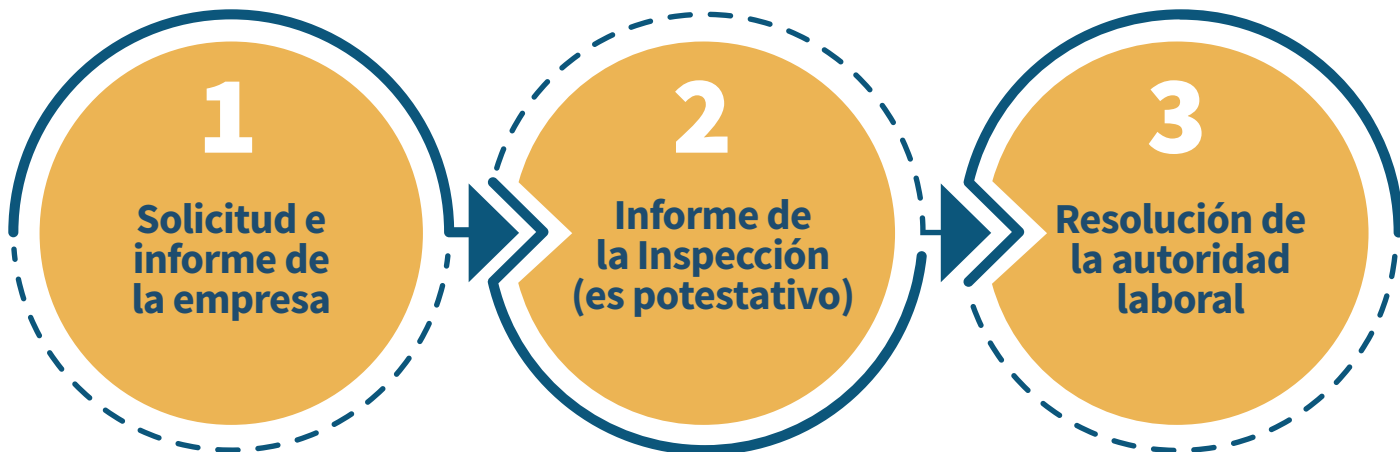 1
Solicitud e
informe de
la empresa
2
Informe de
la Inspección
(es potestativo)
3
Resolución de
la autoridad
laboral